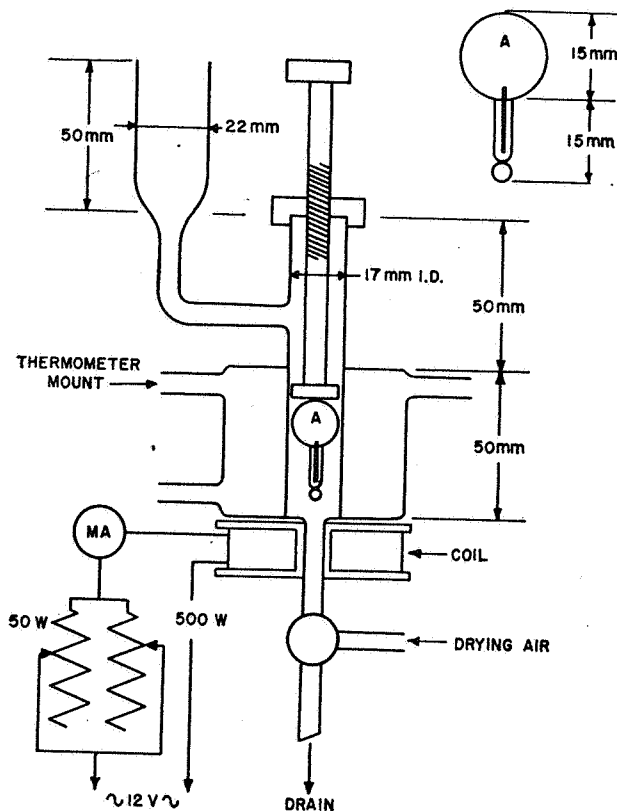 A
15mm
15mm
50mm
22mm
17mm I.D.
50mm
THERMOMETER
MOUNT
A
50mm
MA
COIL
50 W
500 W
DRYING AIR
~12 V~
DRAIN